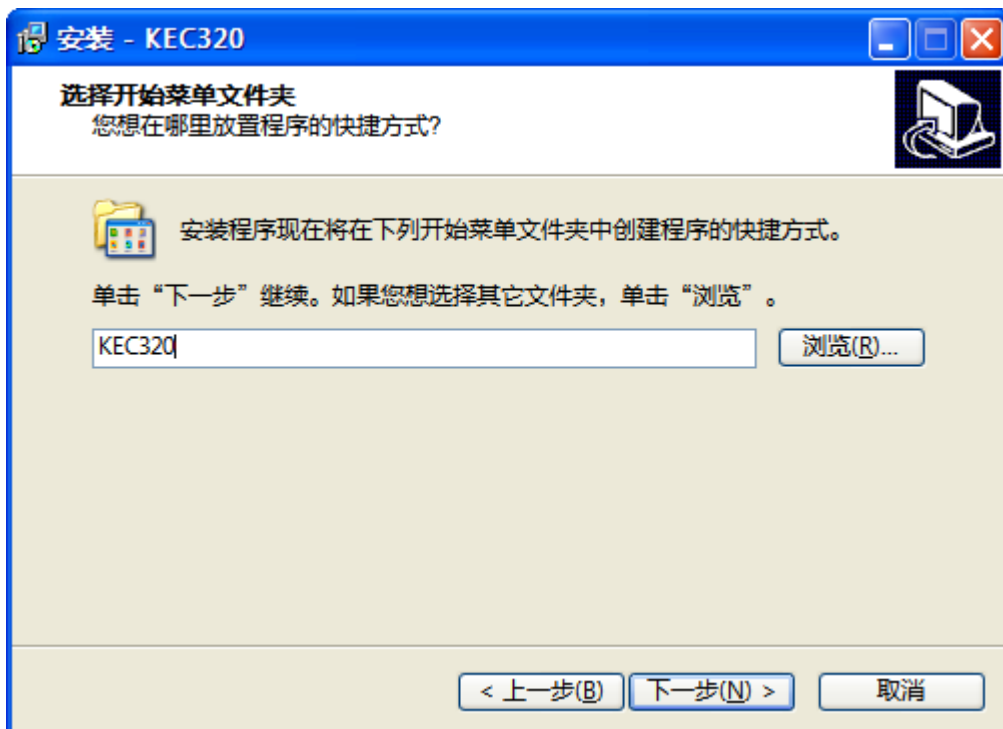 安装 - KEC320
选择开始菜单文件夹
您想在哪里放置程序的快捷方式?
安装程序现在将在下列开始菜单文件夹中创建程序的快捷方式。
单击“下一步”继续。如果您想选择其它文件夹，单击“浏览”。
KEC320
浏览(R)...
< 上一步(B)
下一步(N) >
取消